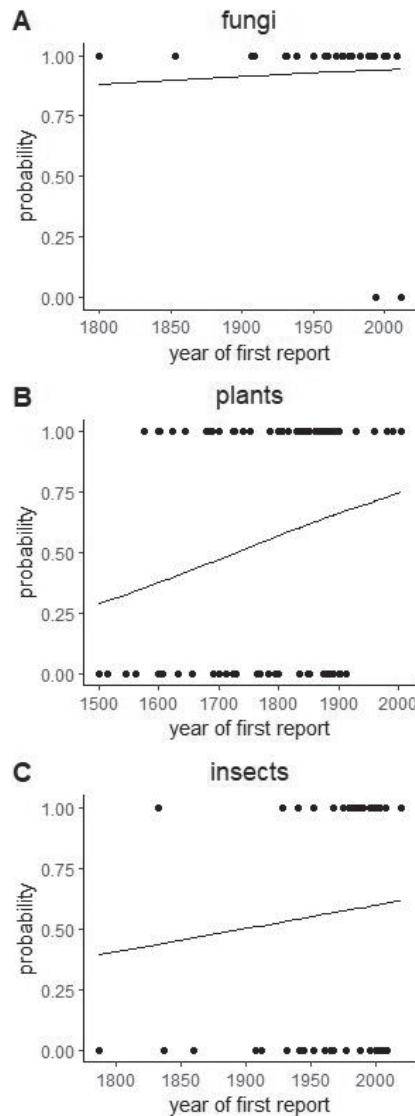 A fungi
1.00
0.75
0.50
0.25
0.00
probability
1800 1850 1900 1950 2000
year of first report
B plants
1.00
0.75
0.50
0.25
0.00
probability
1500 1600 1700 1800 1900 2000
year of first report
C insects
1.00
0.75
0.50
0.25
0.00
probability
1800 1850 1900 1950 2000
year of first report